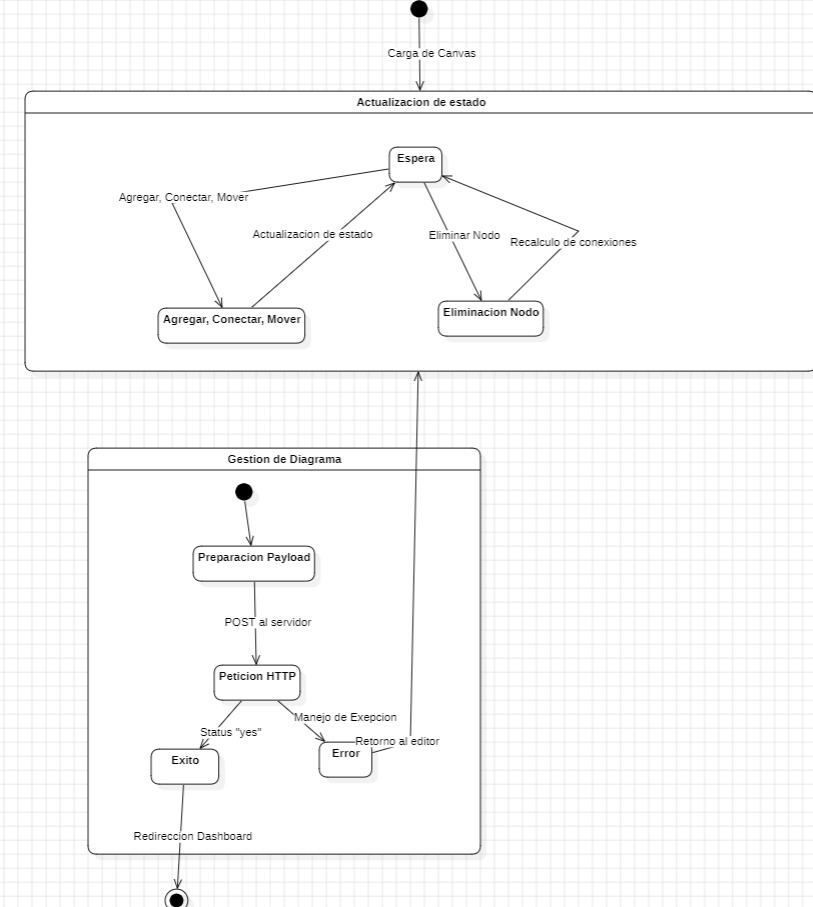 Carga de Canvas
Actualizacion de estado
Espera
Agregar, Conectar, Mover
Actualizacion de estado
Eliminar Nodo
Recalculo de conexiones
Agregar, Conectar, Mover
Eliminacion Nodo
Gestion de Diagrama
Preparacion Payload
POST al servidor
Peticion HTTP
Manejo de Exepcion
Status "yes"
Retorno al editor
Exito
Error
Redireccion Dashboard